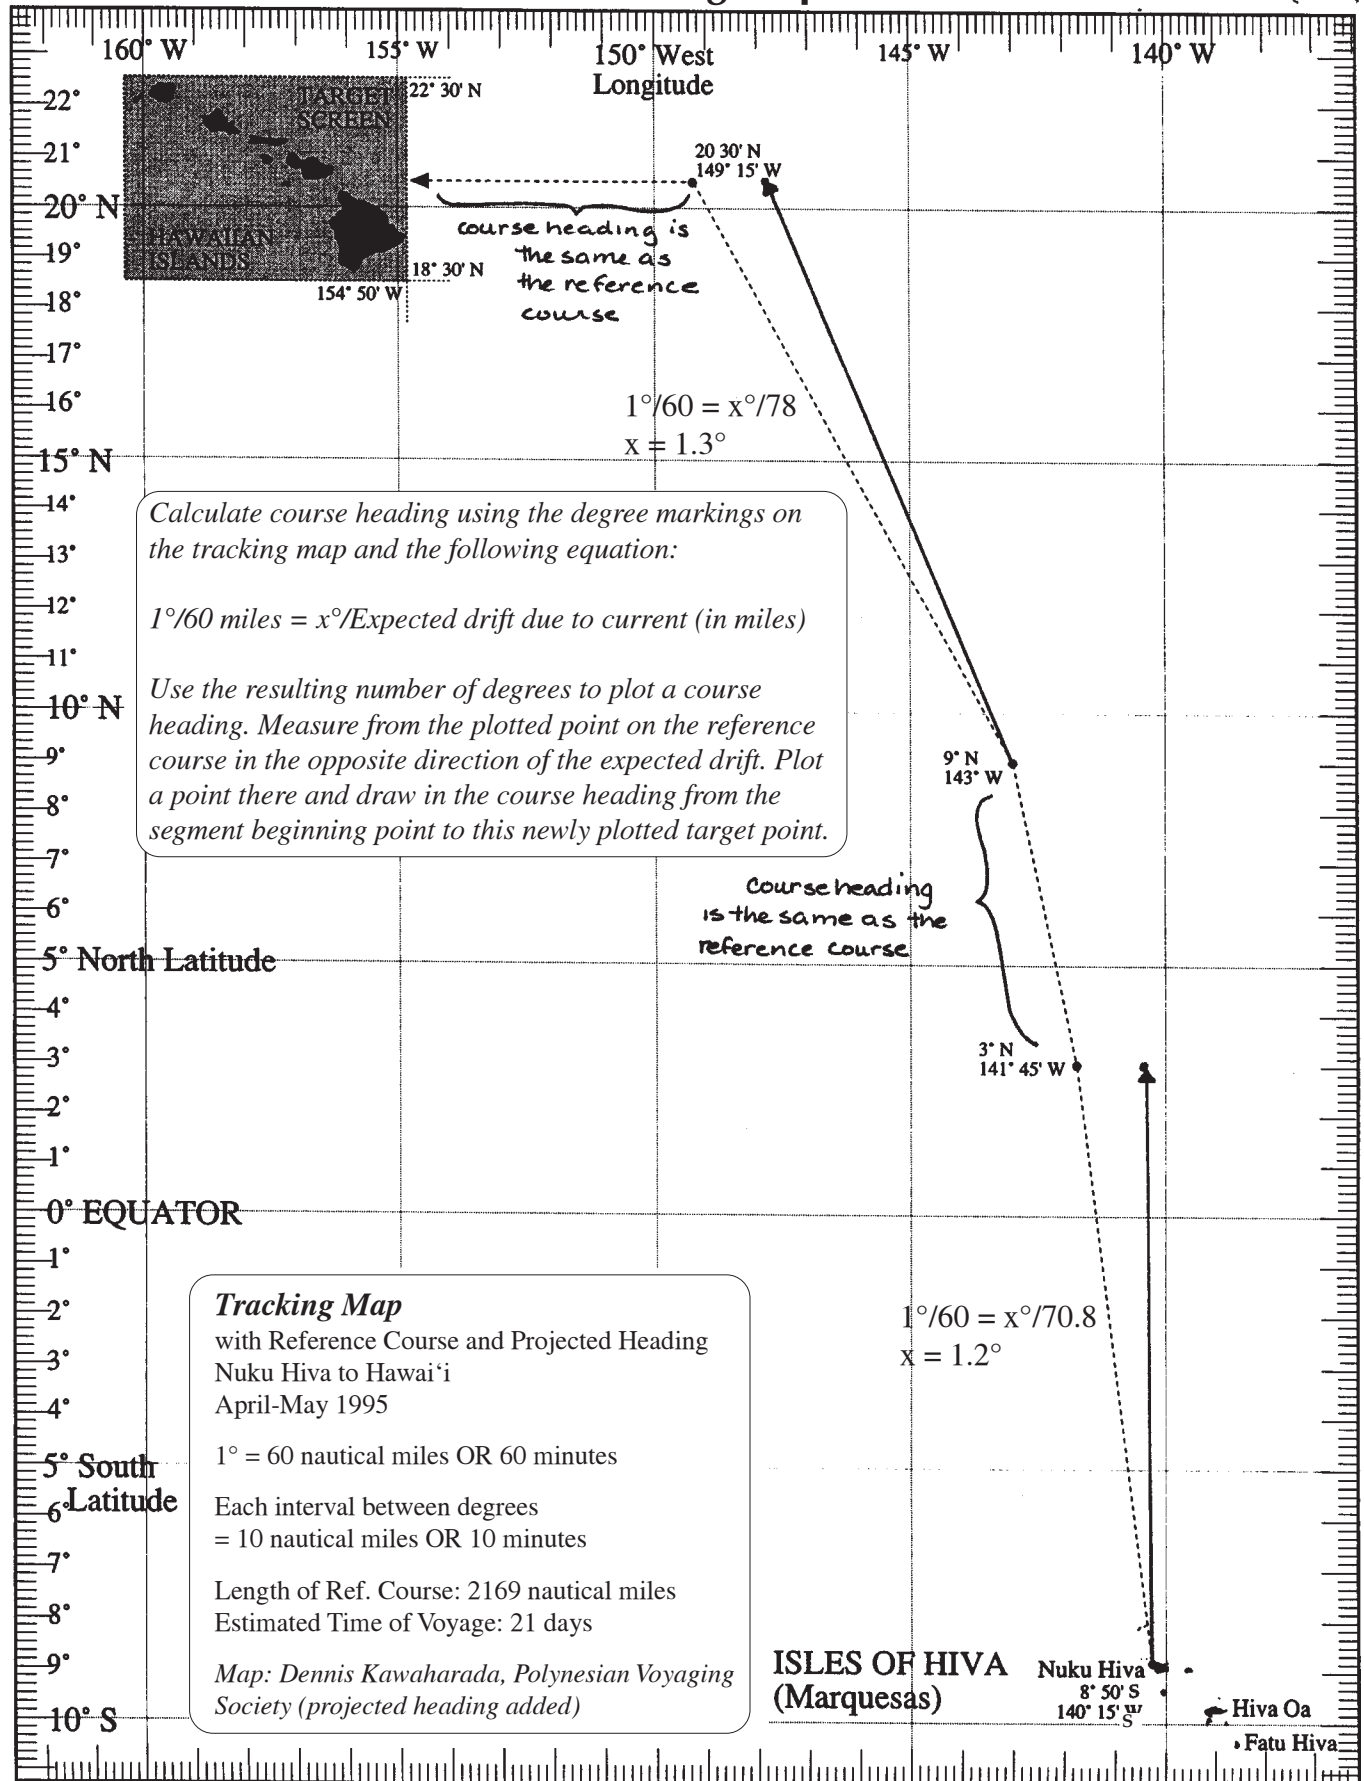 160° W
155° W
150° West
Longitude
145° W
140° W
22° 30' N
TARGET
SCREEN
22°
21°
20° N
19°
18°
17°
16°
15° N
14°
13°
12°
11°
10° N
9°
8°
7°
6°
5° North Latitude
4°
3°
2°
1°
0° EQUATOR
1°
2°
3°
4°
5° South
Latitude
6°
7°
8°
9°
10° S
HAWAIIAN
ISLANDS
18° 30' N
154° 50' W
20 30' N
149° 15' W
course heading is
the same as
the reference
course
1°/60 = x°/78
x = 1.3°
Calculate course heading using the degree markings on
the tracking map and the following equation:
1°/60 miles = x°/Expected drift due to current (in miles)
Use the resulting number of degrees to plot a course
heading. Measure from the plotted point on the reference
course in the opposite direction of the expected drift. Plot
a point there and draw in the course heading from the
segment beginning point to this newly plotted target point.
9° N
143° W
Course heading
is the same as the
reference course
3° N
141° 45' W
1°/60 = x°/70.8
x = 1.2°
Tracking Map
with Reference Course and Projected Heading
Nuku Hiva to Hawai‘i
April-May 1995
1° = 60 nautical miles OR 60 minutes
Each interval between degrees
= 10 nautical miles OR 10 minutes
Length of Ref. Course: 2169 nautical miles
Estimated Time of Voyage: 21 days
Map: Dennis Kawaharada, Polynesian Voyaging
Society (projected heading added)
ISLES OF HIVA
(Marquesas)
Nuku Hiva
8° 50' S
140° 15' W
S
Hiva Oa
Fatu Hiva